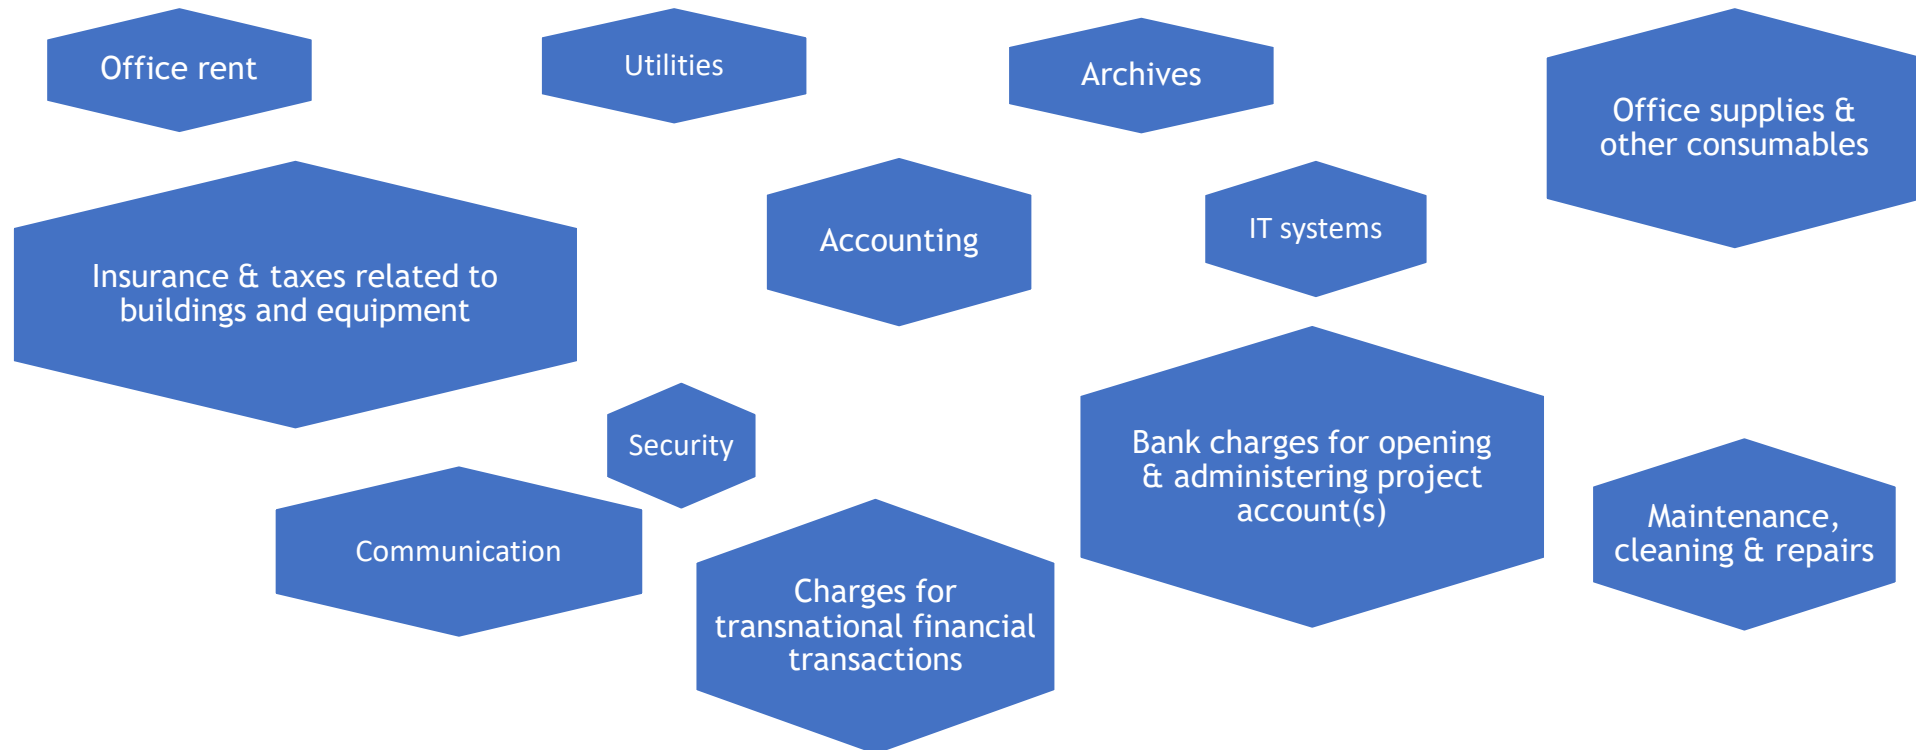 Office rent
Utilities
Archives
Office supplies &
other consumables
Insurance & taxes related to
buildings and equipment
Accounting
IT systems
Security
Bank charges for opening
& administering project
account(s)
Communication
Maintenance,
cleaning & repairs
Charges for
transnational financial
transactions